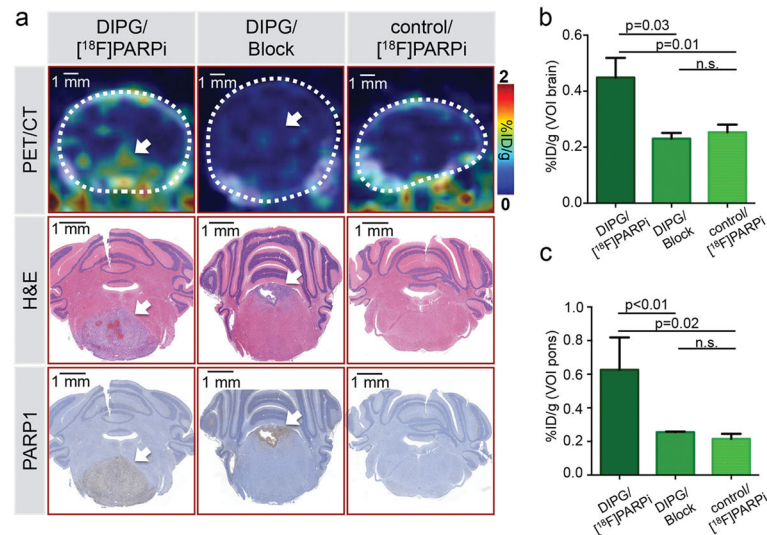 a
DIPG/
[¹⁸F]PARPi
DIPG/
Block
control/
[¹⁸F]PARPi
PET/CT
1 mm
1 mm
1 mm
2
%ID/g
0
H&E
1 mm
1 mm
1 mm
PARP1
1 mm
1 mm
1 mm
b
p=0.03
p=0.01
n.s.
%ID/g (VOI brain)
0.6
0.4
0.2
0.0
DIPG/
[¹⁸F]PARPi
DIPG/
Block
control/
[¹⁸F]PARPi
c
p<0.01
p=0.02
n.s.
%ID/g (VOI pons)
1.0
0.8
0.6
0.4
0.2
0.0
DIPG/
[¹⁸F]PARPi
DIPG/
Block
control/
[¹⁸F]PARPi